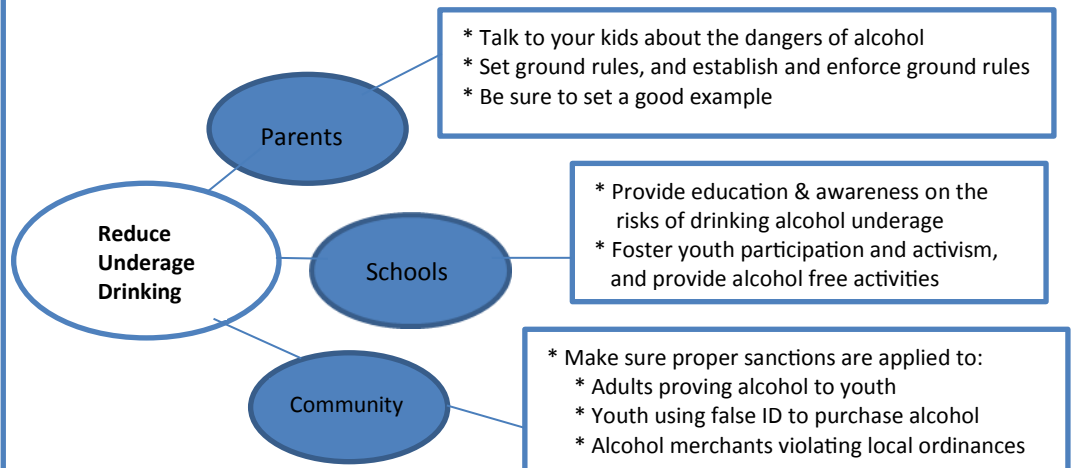 * Talk to your kids about the dangers of alcohol
* Set ground rules, and establish and enforce ground rules
* Be sure to set a good example
Parents
* Provide education & awareness on the
risks of drinking alcohol underage
* Foster youth participation and activism,
and provide alcohol free activities
Reduce
Underage
Drinking
Schools
* Make sure proper sanctions are applied to:
* Adults proving alcohol to youth
* Youth using false ID to purchase alcohol
* Alcohol merchants violating local ordinances
Community